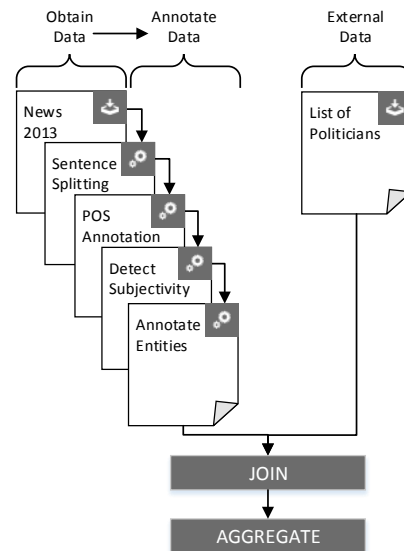 Obtain
Data
Annotate
Data
External
Data
News
2013
List of
Politicians
Sentence
Splitting
POS
Annotation
Detect
Subjectivity
Annotate
Entities
JOIN
AGGREGATE